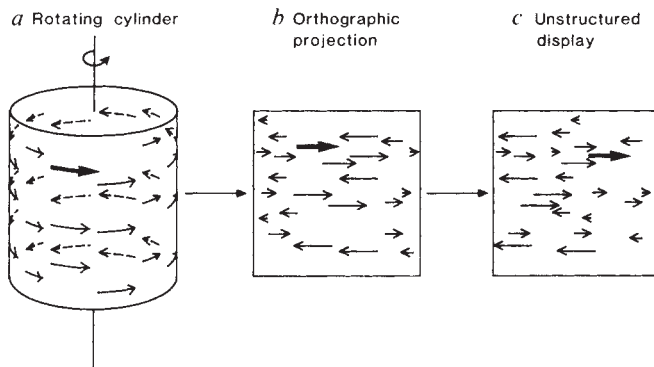 a Rotating cylinder
b Orthographic
projection
c Unstructured
display